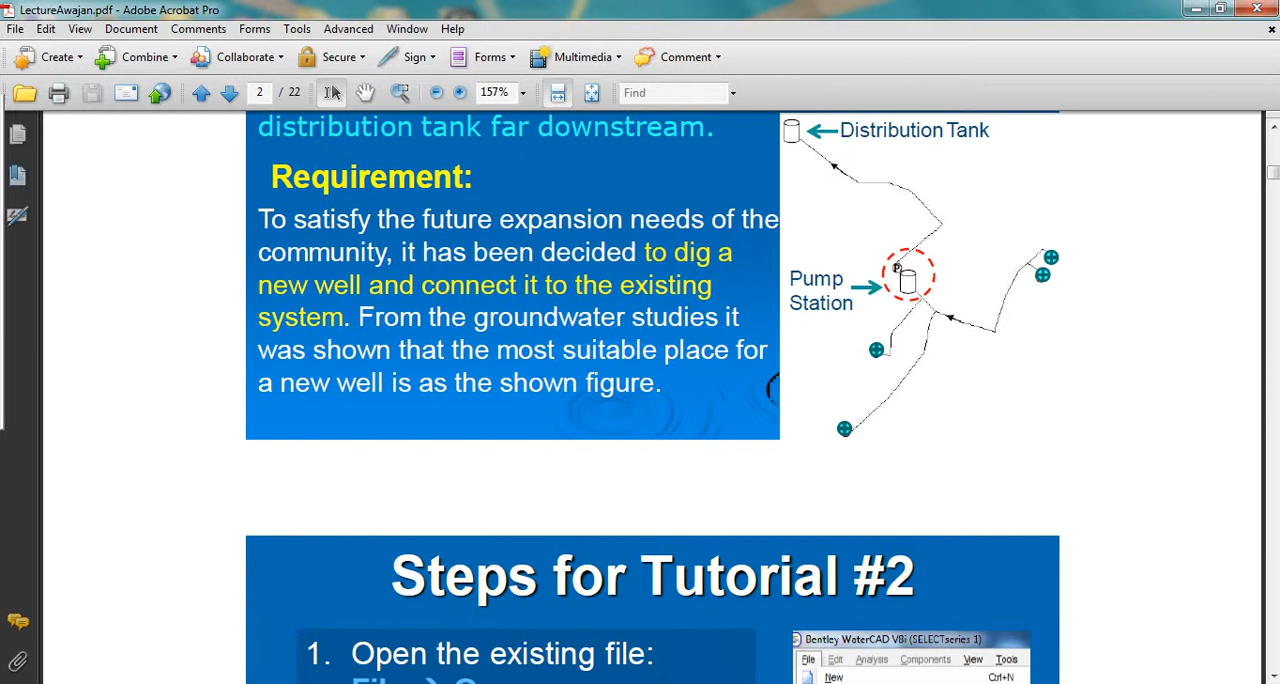 LectureAwajan.pdf - Adobe Acrobat Pro
File Edit View Document Comments Forms Tools Advanced Window Help
Create Combine Collaborate Secure Sign Forms Multimedia Comment
2 / 22 157% Find
distribution tank far downstream.
Requirement:
To satisfy the future expansion needs of the
community, it has been decided to dig a
new well and connect it to the existing
system. From the groundwater studies it
was shown that the most suitable place for
a new well is as the shown figure.
Distribution Tank
Pump
Station
Steps for Tutorial #2
1. Open the existing file:
Bentley WaterCAD V8i (SELECTseries 1)
File Edit Analysis Components View Tools
New Ctrl+N